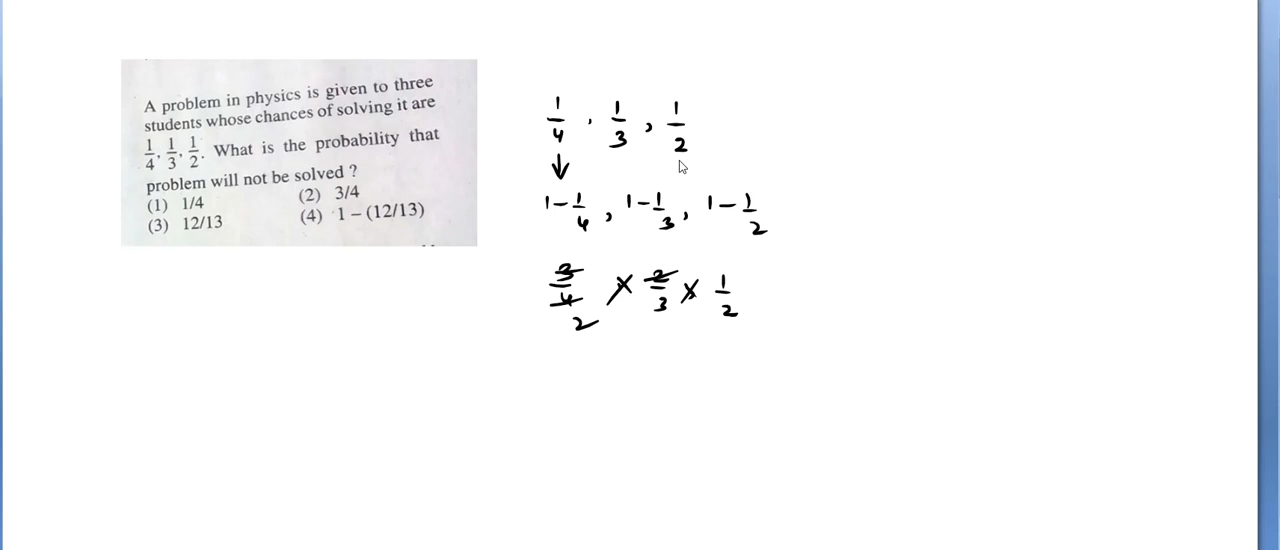 A problem in physics is given to three
students whose chances of solving it are
1/4, 1/3, 1/2. What is the probability that
problem will not be solved ?
(1) 1/4 (2) 3/4
(3) 12/13 (4) 1 – (12/13)
1/4, 1/3, 1/2
↓
1-1/4, 1-1/3, 1-1/2
3/4 × 2/3 × 1/2
2